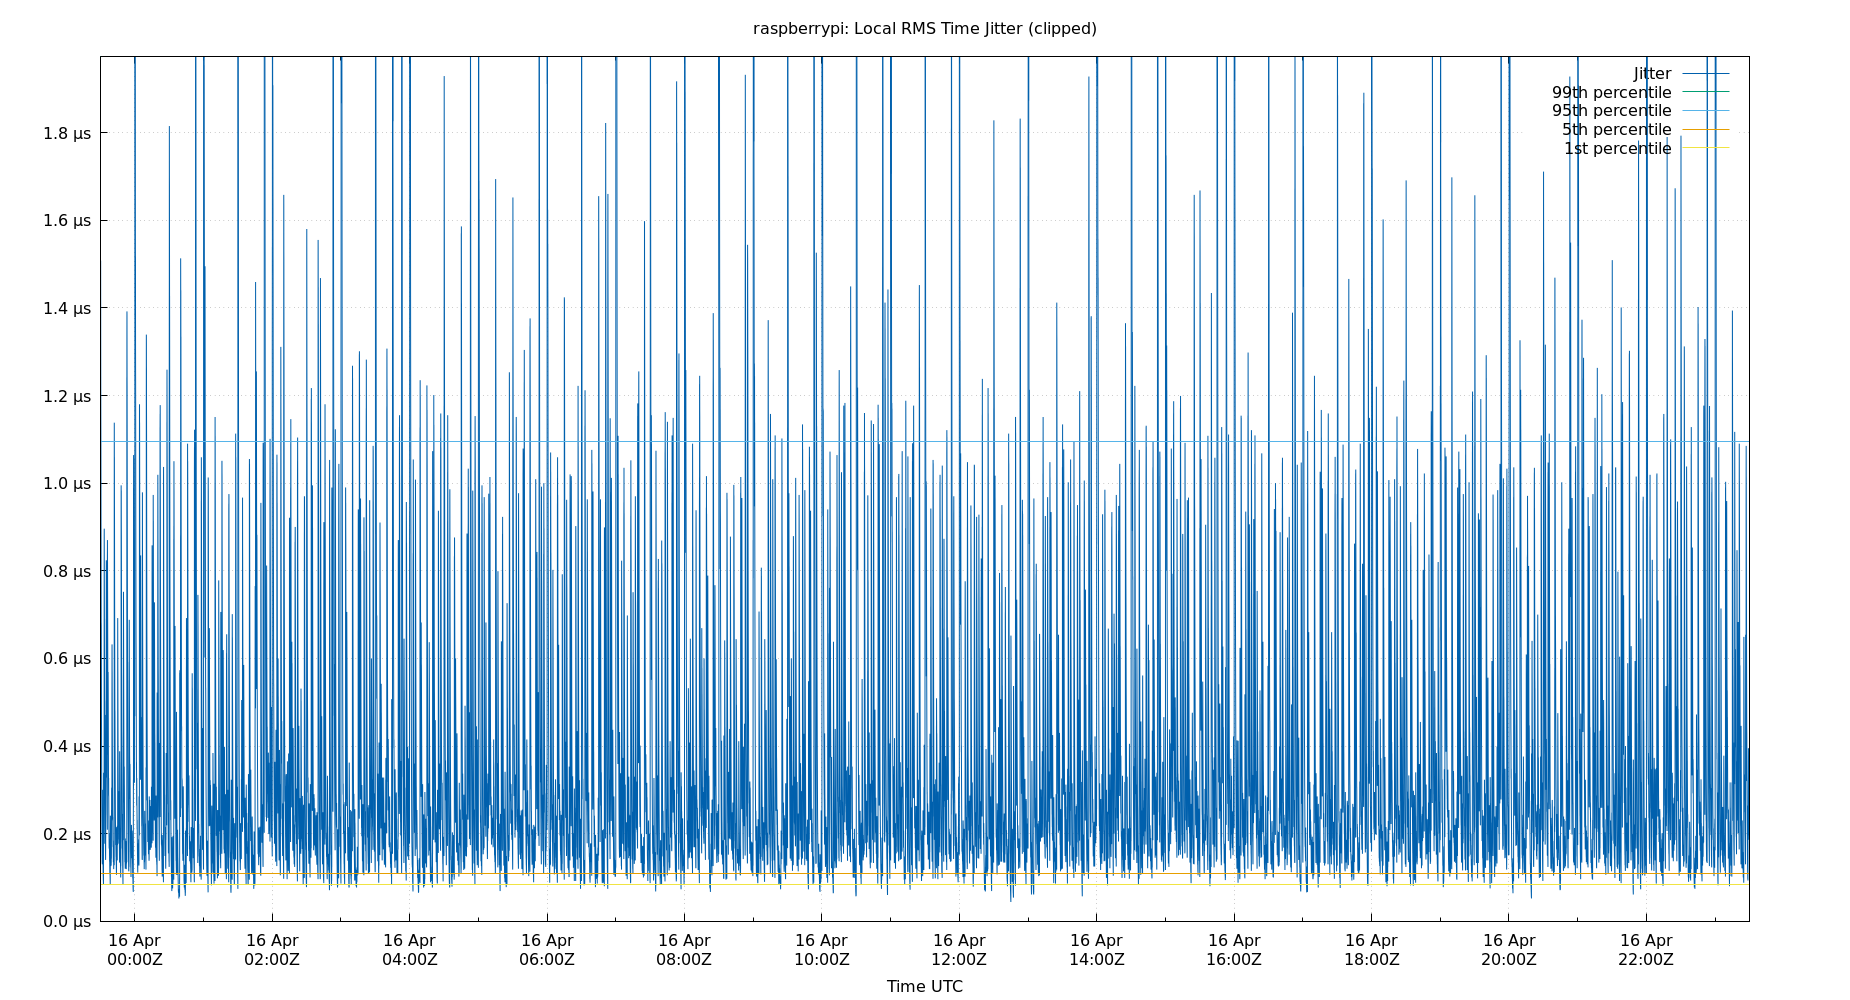 raspberrypi: Local RMS Time Jitter (clipped)
Jitter
99th percentile
95th percentile
5th percentile
1st percentile
1.8 µs
1.6 µs
1.4 µs
1.2 µs
1.0 µs
0.8 µs
0.6 µs
0.4 µs
0.2 µs
0.0 µs
16 Apr 16 Apr 16 Apr 16 Apr 16 Apr 16 Apr 16 Apr 16 Apr 16 Apr 16 Apr 16 Apr 16 Apr
00:00Z 02:00Z 04:00Z 06:00Z 08:00Z 10:00Z 12:00Z 14:00Z 16:00Z 18:00Z 20:00Z 22:00Z
Time UTC